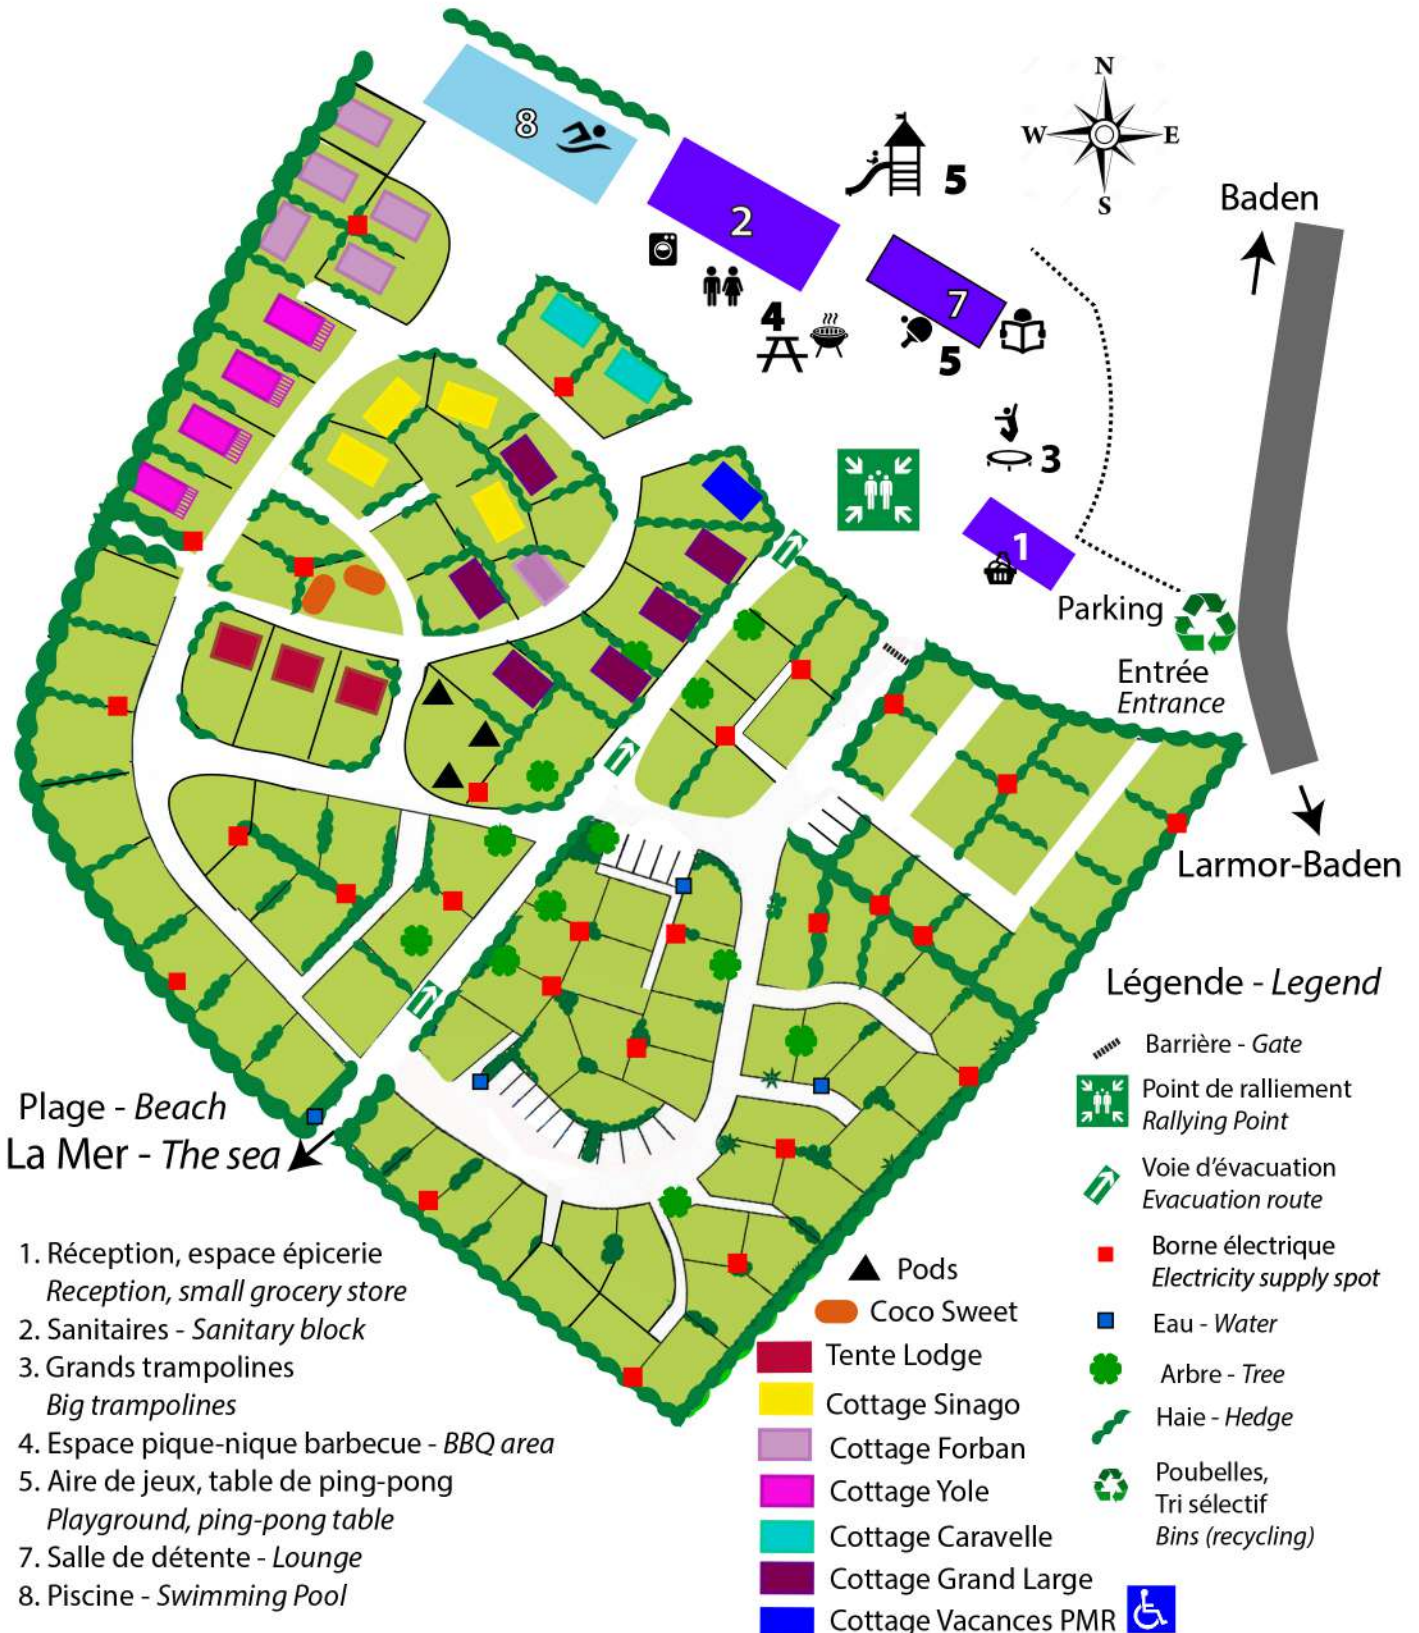 8
N
W
E
S
5
Baden
2
7
4
5
3
1
Parking
Entrée
Entrance
Larmor-Baden
Légende - Legend
Barrière - Gate
Point de ralliement
Rallying Point
Voie d'évacuation
Evacuation route
Borne électrique
Electricity supply spot
Eau - Water
Arbre - Tree
Haie - Hedge
Poubelles,
Tri sélectif
Bins (recycling)
Plage - Beach
La Mer - The sea
1. Réception, espace épicerie
Reception, small grocery store
2. Sanitaires - Sanitary block
3. Grands trampolines
Big trampolines
4. Espace pique-nique barbecue - BBQ area
5. Aire de jeux, table de ping-pong
Playground, ping-pong table
7. Salle de détente - Lounge
8. Piscine - Swimming Pool
Pods
Coco Sweet
Tente Lodge
Cottage Sinago
Cottage Forban
Cottage Yole
Cottage Caravelle
Cottage Grand Large
Cottage Vacances PMR